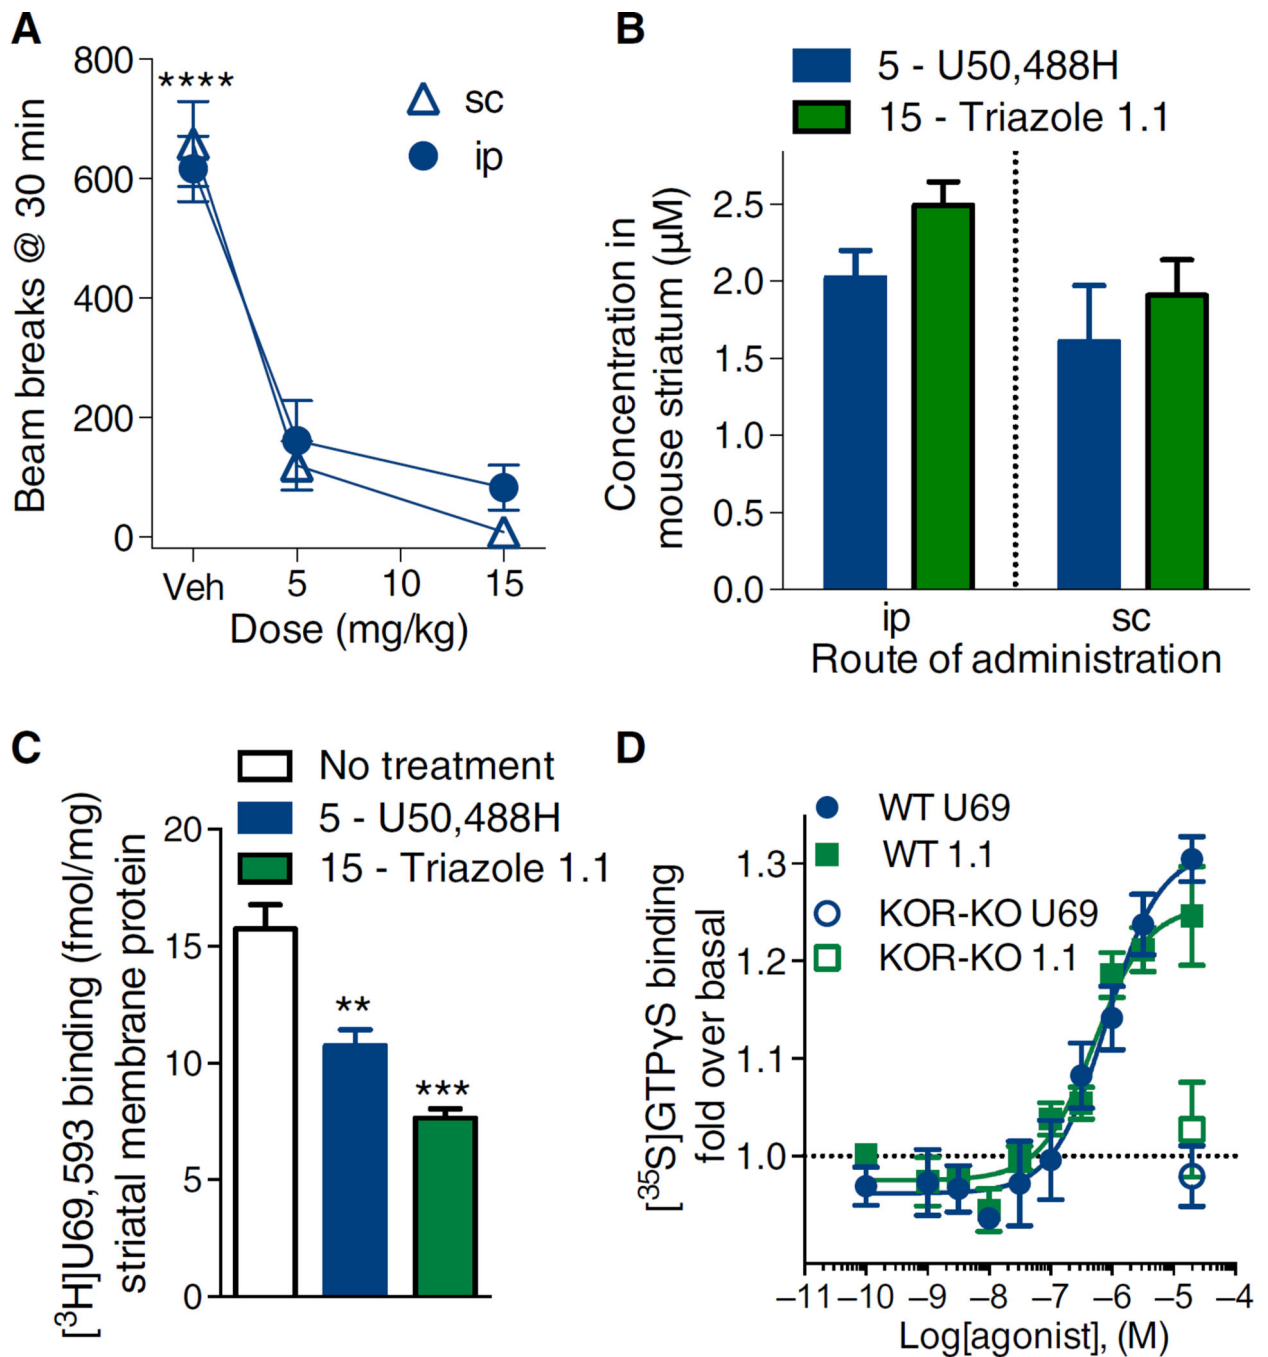 A
800
600
400
200
0
Beam breaks @ 30 min
****
sc
ip
Veh 5 10 15
Dose (mg/kg)
B
5 - U50,488H
15 - Triazole 1.1
Concentration in
mouse striatum (µM)
2.5
2.0
1.5
1.0
0.5
0.0
ip sc
Route of administration
C
No treatment
5 - U50,488H
15 - Triazole 1.1
[³H]U69,593 binding (fmol/mg)
striatal membrane protein
20
15
10
5
0
**
***
D
WT U69
WT 1.1
KOR-KO U69
KOR-KO 1.1
[³⁵S]GTPγS binding
fold over basal
1.3
1.2
1.1
1.0
–11 –10 –9 –8 –7 –6 –5 –4
Log[agonist], (M)